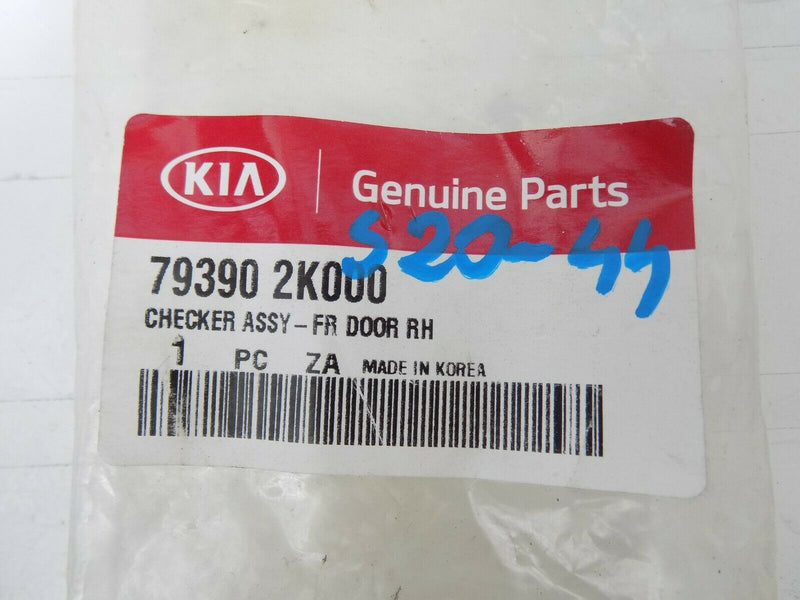 KIA Genuine Parts
S20-44
79390 2K000
CHECKER ASSY-FR DOOR RH
1 PC ZA MADE IN KOREA